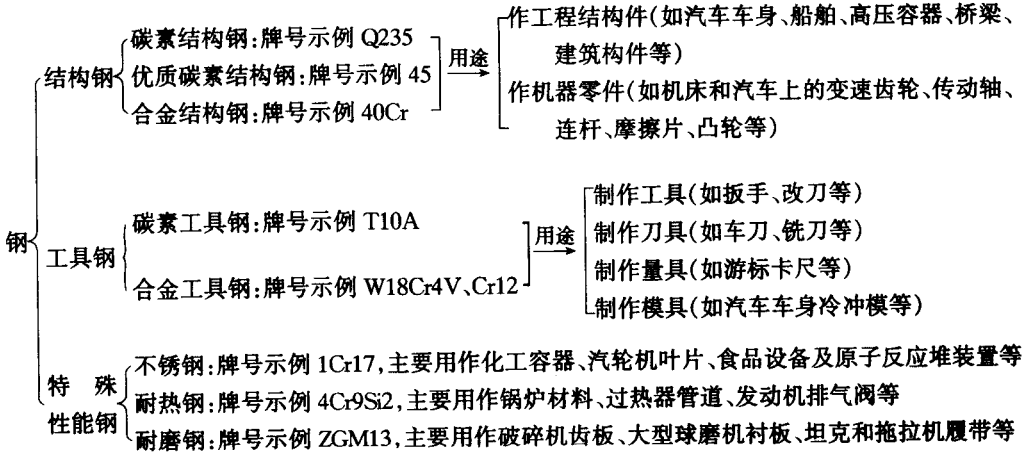 钢
结构钢
碳素结构钢:牌号示例 Q235
优质碳素结构钢:牌号示例 45
合金结构钢:牌号示例 40Cr
用途
作工程结构件(如汽车车身、船舶、高压容器、桥梁、
建筑构件等)
作机器零件(如机床和汽车上的变速齿轮、传动轴、
连杆、摩擦片、凸轮等)
工具钢
碳素工具钢:牌号示例 T10A
合金工具钢:牌号示例 W18Cr4V、Cr12
用途
制作工具(如扳手、改刀等)
制作刀具(如车刀、铣刀等)
制作量具(如游标卡尺等)
制作模具(如汽车车身冷冲模等)
特 殊
性能钢
不锈钢:牌号示例 1Cr17,主要用作化工容器、汽轮机叶片、食品设备及原子反应堆装置等
耐热钢:牌号示例 4Cr9Si2,主要用作锅炉材料、过热器管道、发动机排气阀等
耐磨钢:牌号示例 ZGM13,主要用作破碎机齿板、大型球磨机衬板、坦克和拖拉机履带等